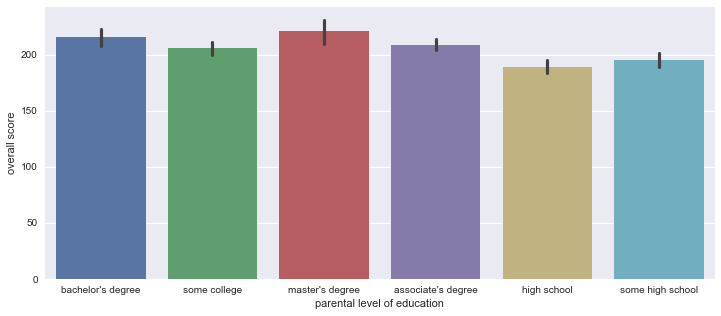 overall score
200
150
100
50
0
bachelor's degree some college master's degree associate's degree high school some high school
parental level of education